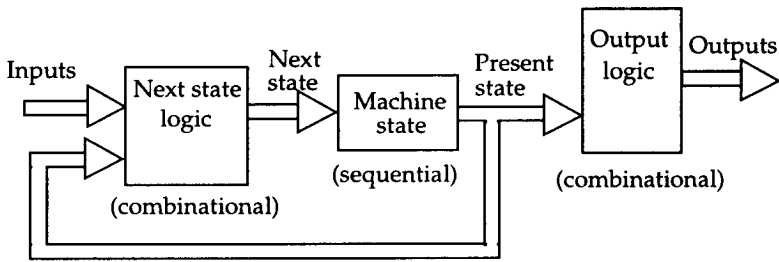 Inputs
Next state
logic
(combinational)
Next
state
Machine
state
(sequential)
Present
state
Output
logic
(combinational)
Outputs